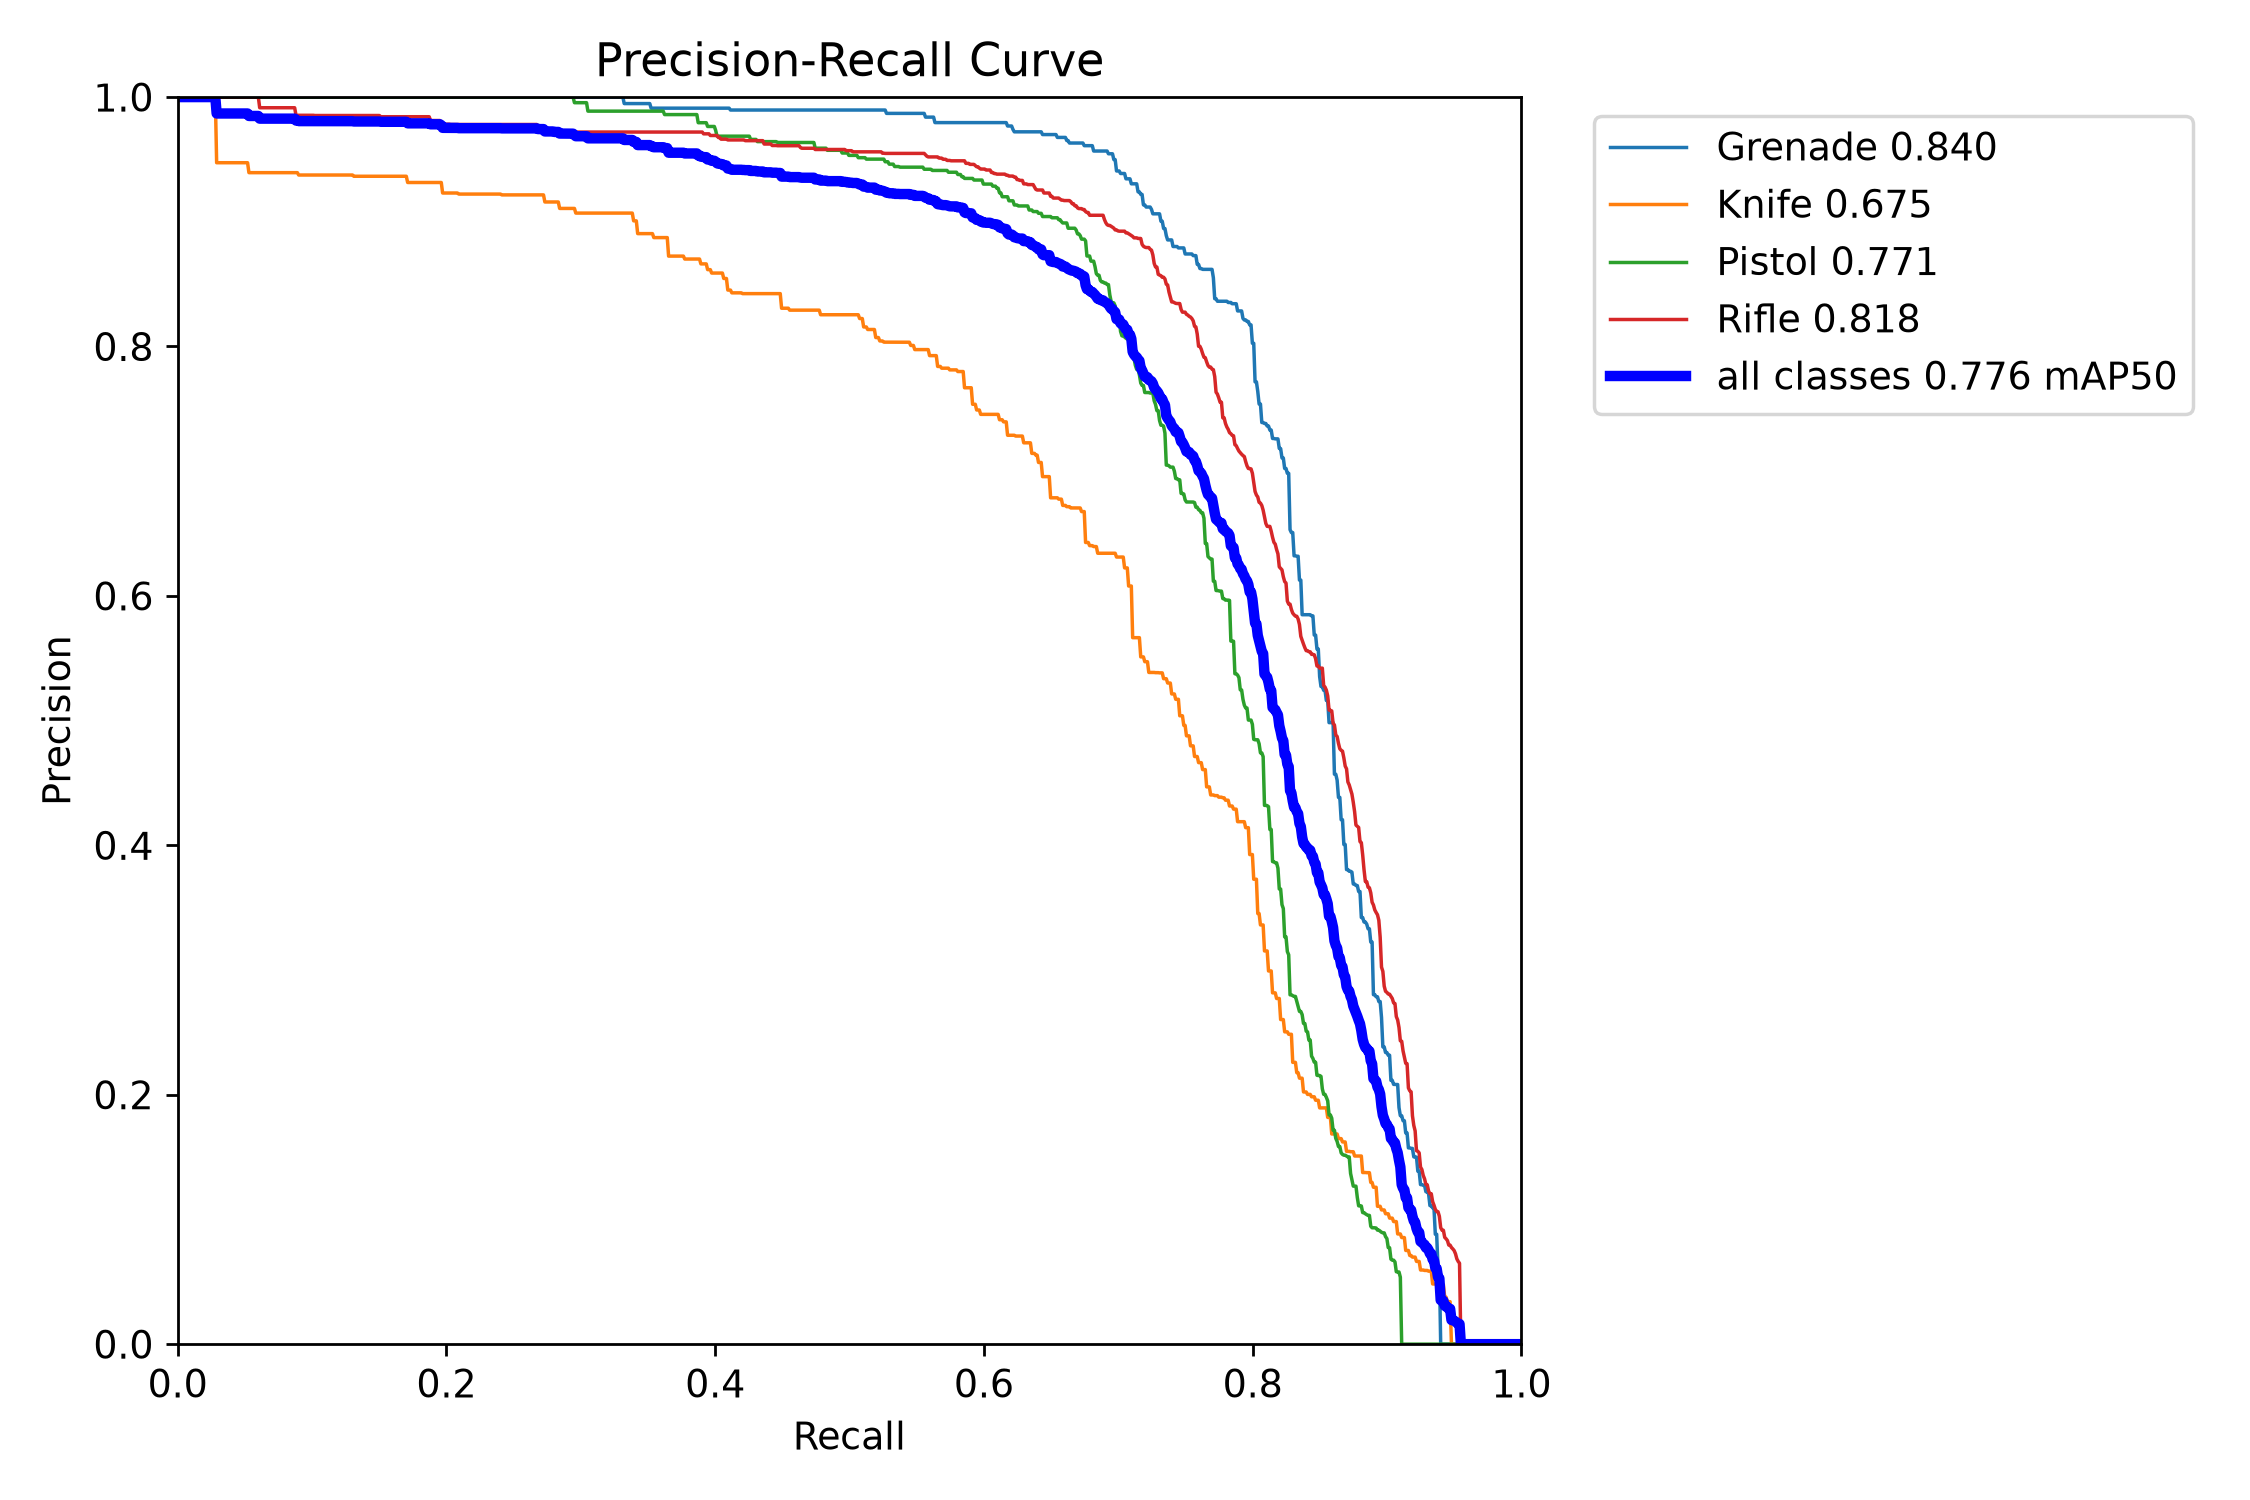 Precision-Recall Curve
1.0
0.8
0.6
0.4
0.2
0.0
Precision
0.0 0.2 0.4 0.6 0.8 1.0
Recall
Grenade 0.840
Knife 0.675
Pistol 0.771
Rifle 0.818
all classes 0.776 mAP50